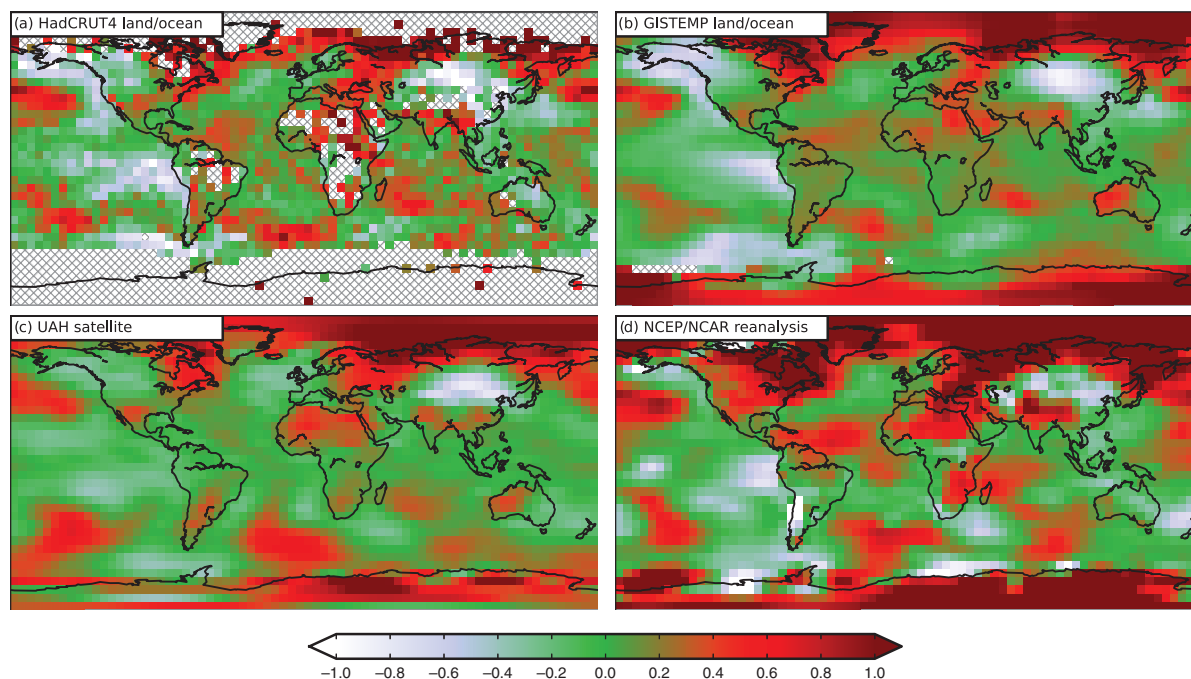 (a) HadCRUT4 land/ocean
(b) GISTEMP land/ocean
(c) UAH satellite
(d) NCEP/NCAR reanalysis
−1.0 −0.8 −0.6 −0.4 −0.2 0.0 0.2 0.4 0.6 0.8 1.0